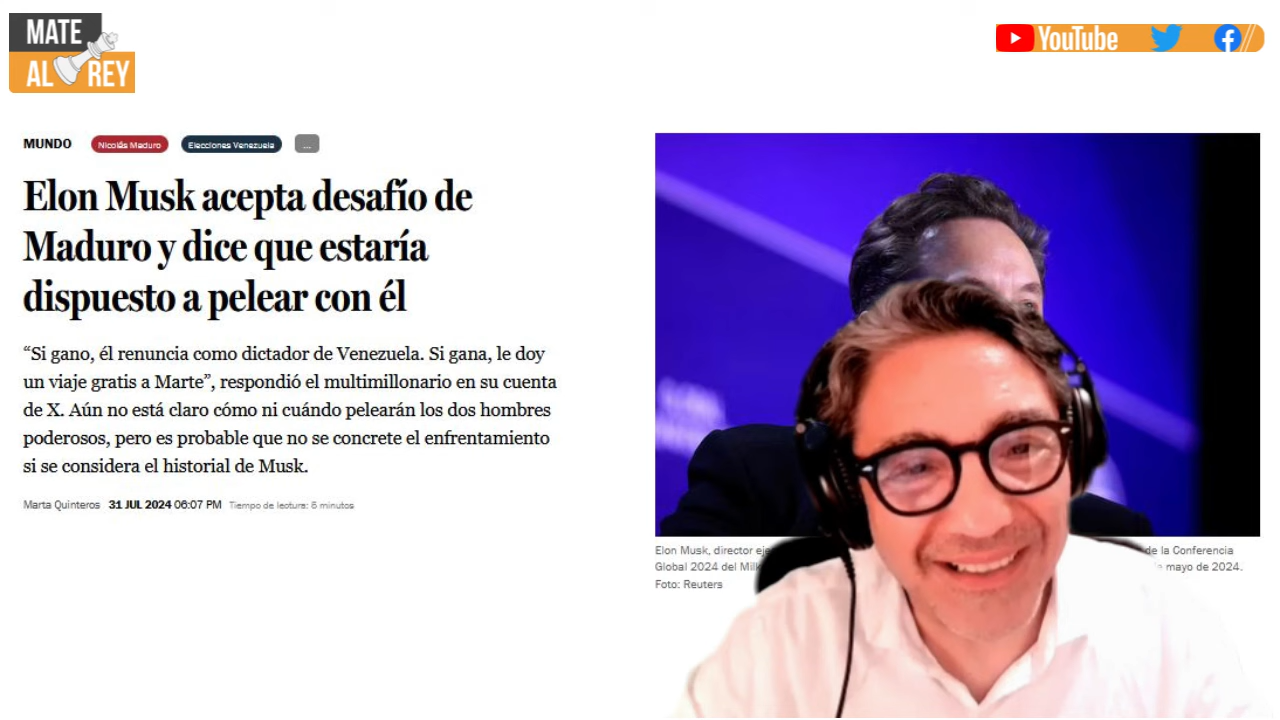 MATE
AL REY
YouTube
MUNDO Nicolás Maduro Elecciones Venezuela ...
Elon Musk acepta desafío de
Maduro y dice que estaría
dispuesto a pelear con él
“Si gano, él renuncia como dictador de Venezuela. Si gana, le doy
un viaje gratis a Marte”, respondió el multimillonario en su cuenta
de X. Aún no está claro cómo ni cuándo pelearán los dos hombres
poderosos, pero es probable que no se concrete el enfrentamiento
si se considera el historial de Musk.
Marta Quinteros 31 JUL 2024 06:07 PM Tiempo de lectura: 6 minutos
Elon Musk, director eje de la Conferencia
Global 2024 del Mil mayo de 2024.
Foto: Reuters